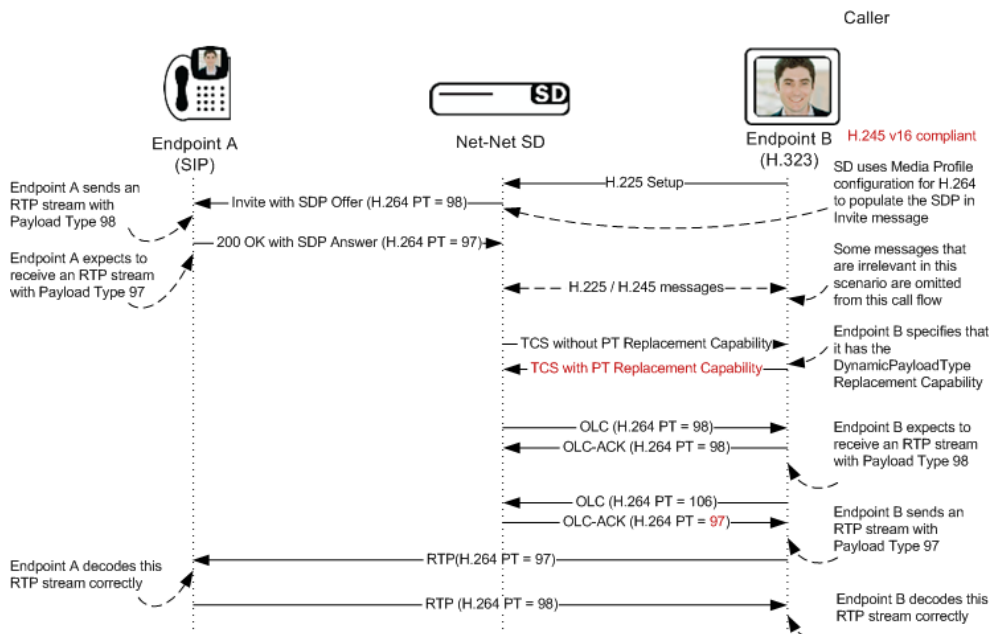 Caller
SD
Endpoint A
(SIP)
Net-Net SD
Endpoint B
(H.323)
H.245 v16 compliant
Endpoint A sends an
RTP stream with
Payload Type 98
H.225 Setup
SD uses Media Profile
configuration for H.264
to populate the SDP in
Invite message
Invite with SDP Offer (H.264 PT = 98)
200 OK with SDP Answer (H.264 PT = 97)
Endpoint A expects to
receive an RTP stream
with Payload Type 97
Some messages that
are irrelevant in this
scenario are omitted
from this call flow
H.225 / H.245 messages
TCS without PT Replacement Capability
TCS with PT Replacement Capability
Endpoint B specifies that
it has the
DynamicPayloadType
Replacement Capability
OLC (H.264 PT = 98)
OLC-ACK (H.264 PT = 98)
Endpoint B expects to
receive an RTP stream
with Payload Type 98
OLC (H.264 PT = 106)
OLC-ACK (H.264 PT = 97)
Endpoint B sends an
RTP stream with
Payload Type 97
RTP(H.264 PT = 97)
Endpoint A decodes this
RTP stream correctly
RTP (H.264 PT = 98)
Endpoint B decodes this
RTP stream correctly